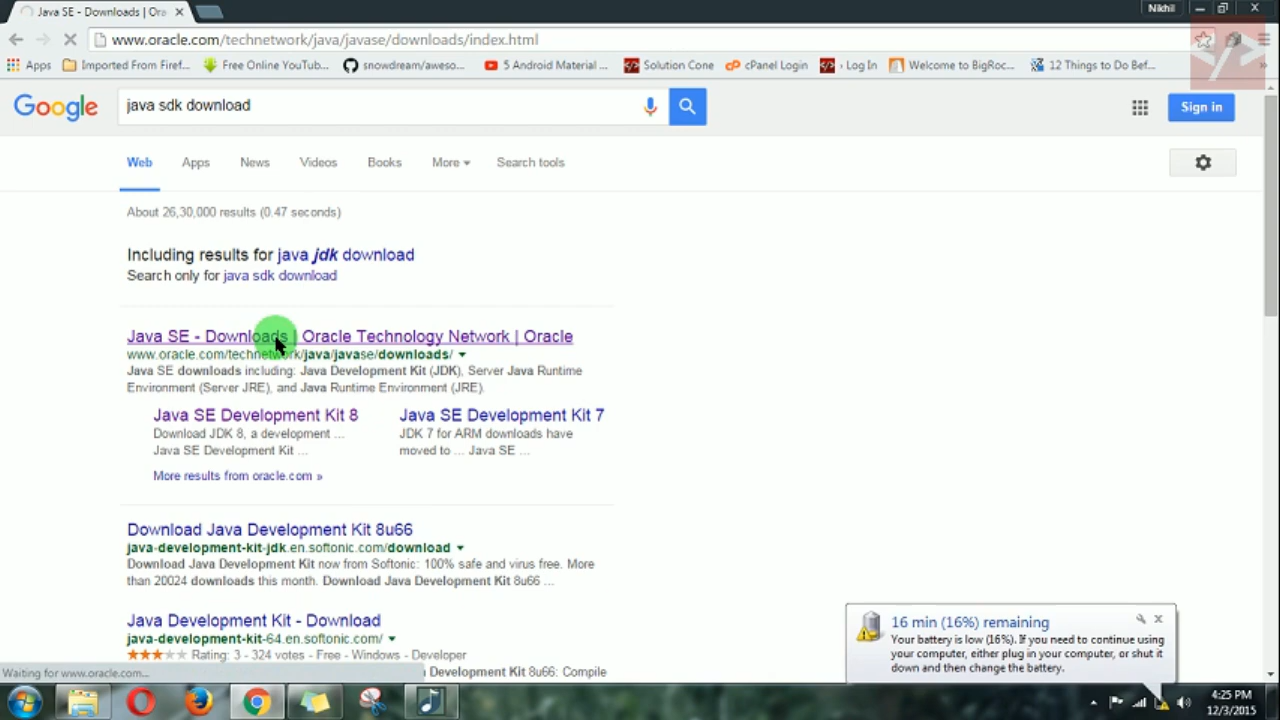 Java SE - Downloads | Ora
Nikhil
www.oracle.com/technetwork/java/javase/downloads/index.html
Apps
Imported From Firef...
Free Online YouTub...
snowdream/aweso...
5 Android Material ...
Solution Cone
cPanel Login
› Log In
Welcome to BigRoc...
12 Things to Do Bef...
»
Google
java sdk download
Sign in
Web
Apps
News
Videos
Books
More
Search tools
About 26,30,000 results (0.47 seconds)
Including results for java jdk download
Search only for java sdk download
Java SE - Downloads | Oracle Technology Network | Oracle
www.oracle.com/technetwork/java/javase/downloads/
Java SE downloads including: Java Development Kit (JDK), Server Java Runtime
Environment (Server JRE), and Java Runtime Environment (JRE).
Java SE Development Kit 8
Download JDK 8, a development ...
Java SE Development Kit ...
Java SE Development Kit 7
JDK 7 for ARM downloads have
moved to ... Java SE ...
More results from oracle.com »
Download Java Development Kit 8u66
java-development-kit-jdk.en.softonic.com/download
Download Java Development Kit now from Softonic: 100% safe and virus free. More
than 20024 downloads this month. Download Java Development Kit 8u66 ...
Java Development Kit - Download
java-development-kit-64.en.softonic.com/
Rating: 3 - 324 votes - Free - Windows - Developer
Development Kit 8u66: Compile
Waiting for www.oracle.com...
16 min (16%) remaining
Your battery is low (16%). If you need to continue using
your computer, either plug in your computer, or shut it
down and then change the battery.
4:25 PM
12/3/2015